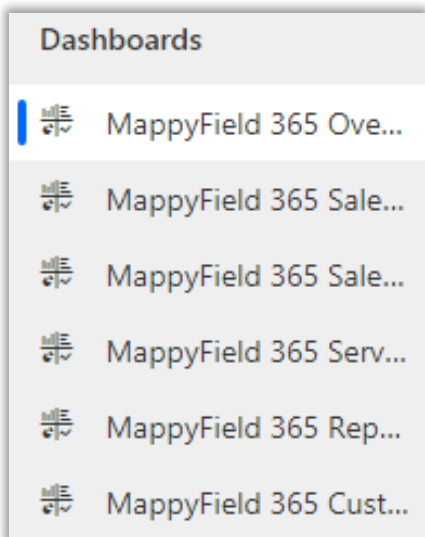 Dashboards
MappyField 365 Ove...
MappyField 365 Sale...
MappyField 365 Sale...
MappyField 365 Serv...
MappyField 365 Rep...
MappyField 365 Cust...